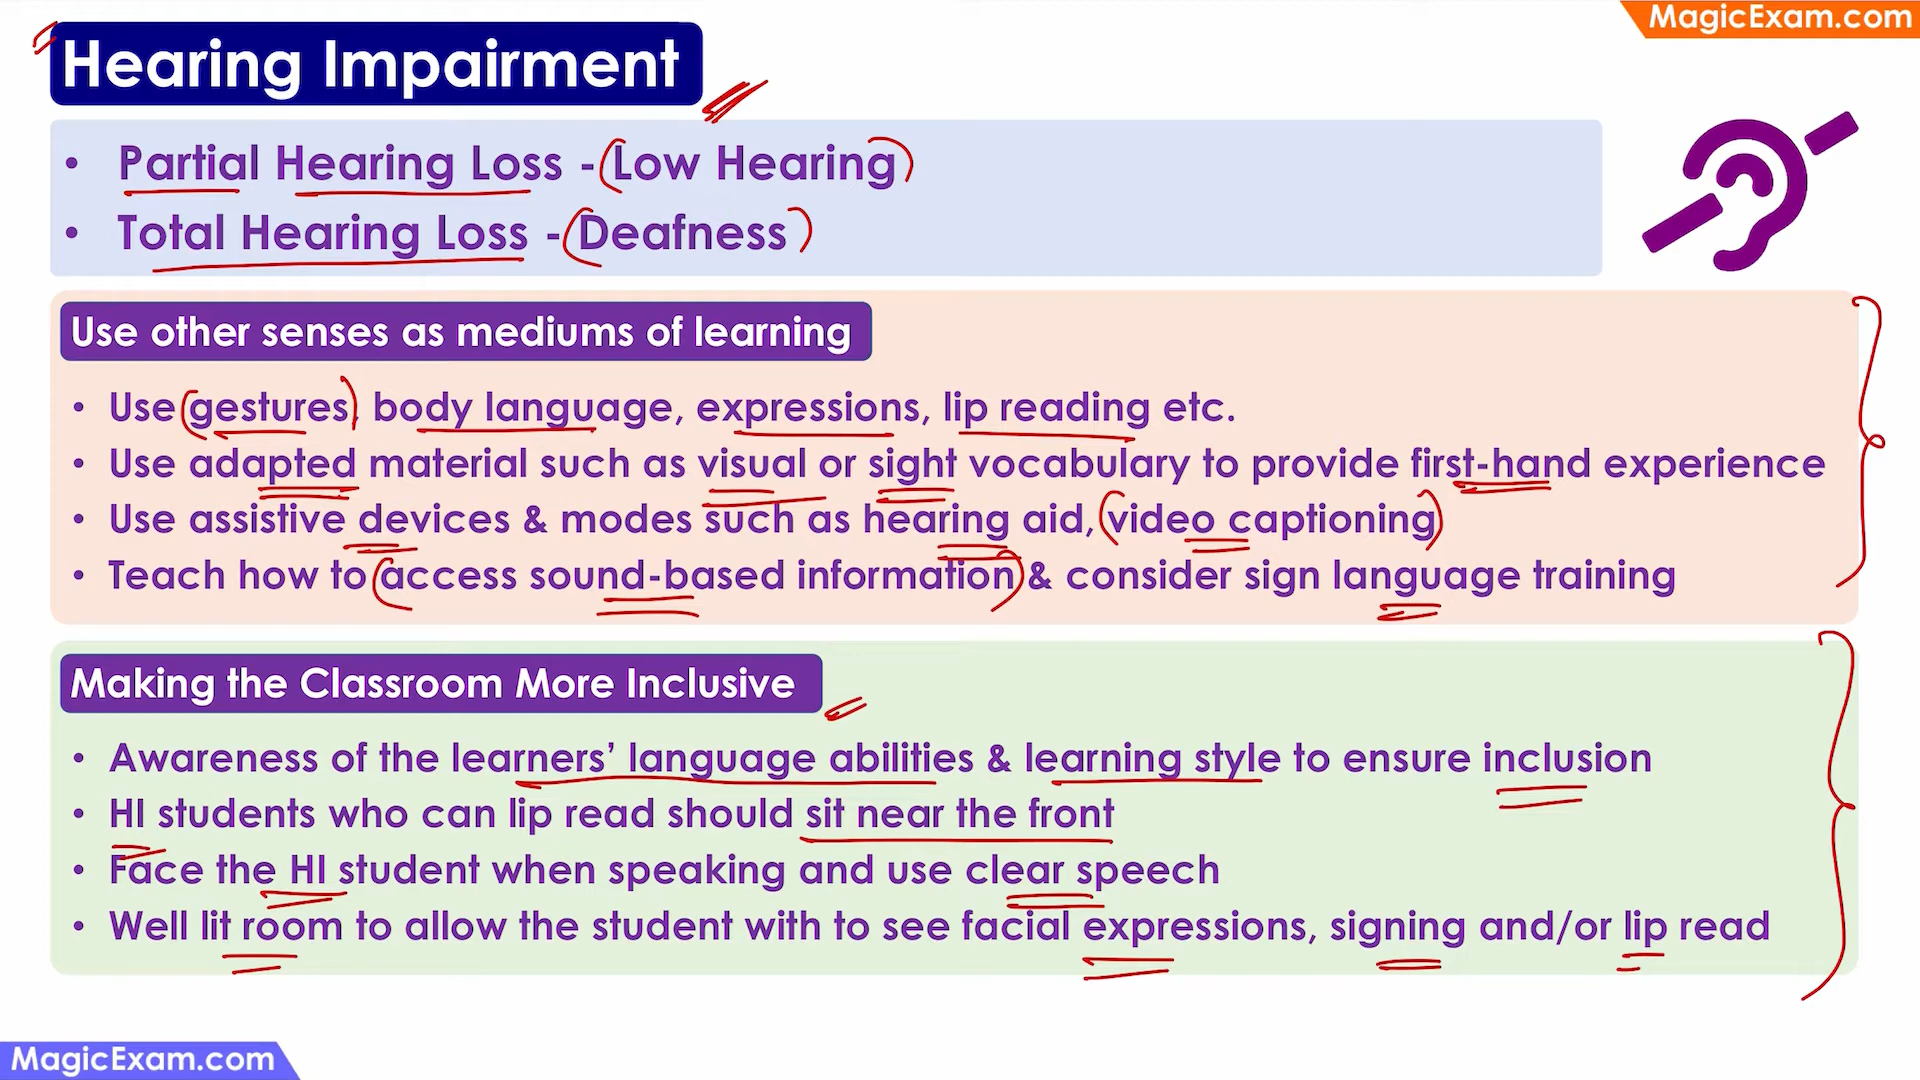 MagicExam.com
Hearing Impairment
• Partial Hearing Loss - Low Hearing
• Total Hearing Loss - Deafness
Use other senses as mediums of learning
• Use gestures, body language, expressions, lip reading etc.
• Use adapted material such as visual or sight vocabulary to provide first-hand experience
• Use assistive devices & modes such as hearing aid, video captioning
• Teach how to access sound-based information & consider sign language training
Making the Classroom More Inclusive
• Awareness of the learners’ language abilities & learning style to ensure inclusion
• HI students who can lip read should sit near the front
• Face the HI student when speaking and use clear speech
• Well lit room to allow the student with to see facial expressions, signing and/or lip read
MagicExam.com